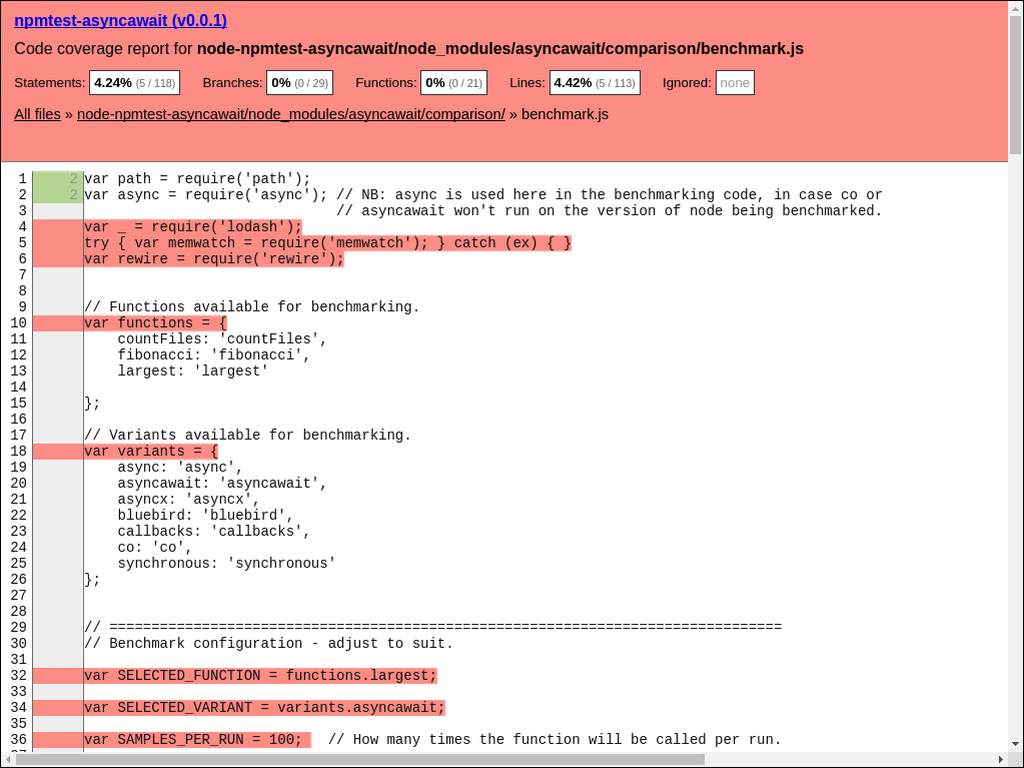 npmtest-asyncawait (v0.0.1)
Code coverage report for node-npmtest-asyncawait/node_modules/asyncawait/comparison/benchmark.js
Statements: 4.24% (5 / 118) Branches: 0% (0 / 29) Functions: 0% (0 / 21) Lines: 4.42% (5 / 113) Ignored: none
All files » node-npmtest-asyncawait/node_modules/asyncawait/comparison/ » benchmark.js
1 2 var path = require('path');
2 2 var async = require('async'); // NB: async is used here in the benchmarking code, in case co or
3 // asyncawait won't run on the version of node being benchmarked.
4 var _ = require('lodash');
5 try { var memwatch = require('memwatch'); } catch (ex) { }
6 var rewire = require('rewire');
7
8
9 // Functions available for benchmarking.
10 var functions = {
11 countFiles: 'countFiles',
12 fibonacci: 'fibonacci',
13 largest: 'largest'
14
15 };
16
17 // Variants available for benchmarking.
18 var variants = {
19 async: 'async',
20 asyncawait: 'asyncawait',
21 asyncx: 'asyncx',
22 bluebird: 'bluebird',
23 callbacks: 'callbacks',
24 co: 'co',
25 synchronous: 'synchronous'
26 };
27
28
29 // ================================================================================
30 // Benchmark configuration - adjust to suit.
31
32 var SELECTED_FUNCTION = functions.largest;
33
34 var SELECTED_VARIANT = variants.asyncawait;
35
36 var SAMPLES_PER_RUN = 100; // How many times the function will be called per run.